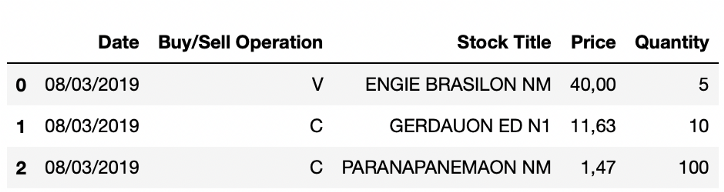 Date Buy/Sell Operation Stock Title Price Quantity
0 08/03/2019 V ENGIE BRASILON NM 40,00 5
1 08/03/2019 C GERDAUON ED N1 11,63 10
2 08/03/2019 C PARANAPANEMAON NM 1,47 100